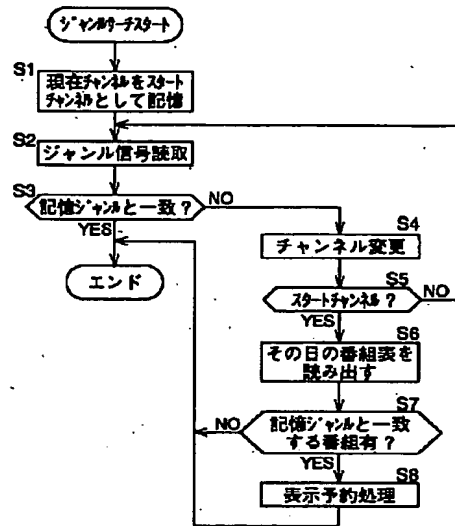 ジャンルサーチスタート
S1
現在チャンネルをスタート
チャンネルとして記憶
S2
ジャンル信号読取
S3
記憶ジャンルと一致？
NO
YES
S4
チャンネル変更
エンド
S5
スタートチャンネル？
NO
YES
S6
その日の番組表を
読み出す
S7
NO
記憶ジャンルと一致
する番組有？
YES
S8
表示予約処理